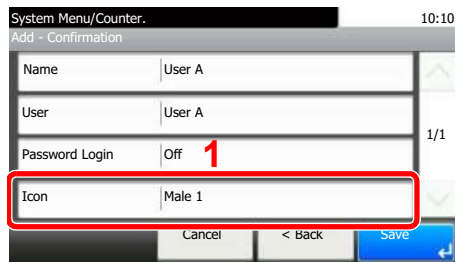 System Menu/Counter. 10:10
Add - Confirmation
Name User A
User User A
1/1
Password Login Off 1
Icon Male 1
Cancel < Back Save